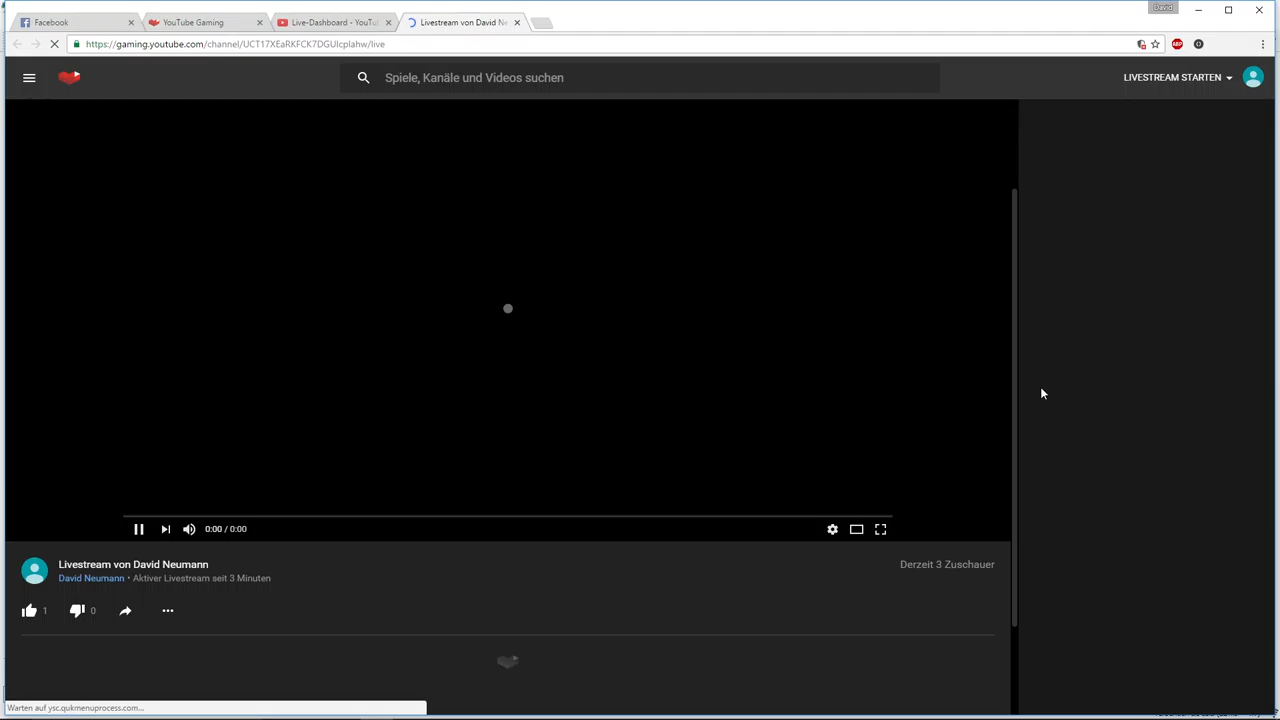 David
Facebook
YouTube Gaming
Live-Dashboard - YouTu
Livestream von David Ne
https://gaming.youtube.com/channel/UCT17XEaRKFCK7DGUIcplahw/live
ABP
Spiele, Kanäle und Videos suchen
LIVESTREAM STARTEN
0:00 / 0:00
Livestream von David Neumann
David Neumann • Aktiver Livestream seit 3 Minuten
Derzeit 3 Zuschauer
1
0
Warten auf ysc.qukmenuprocess.com...